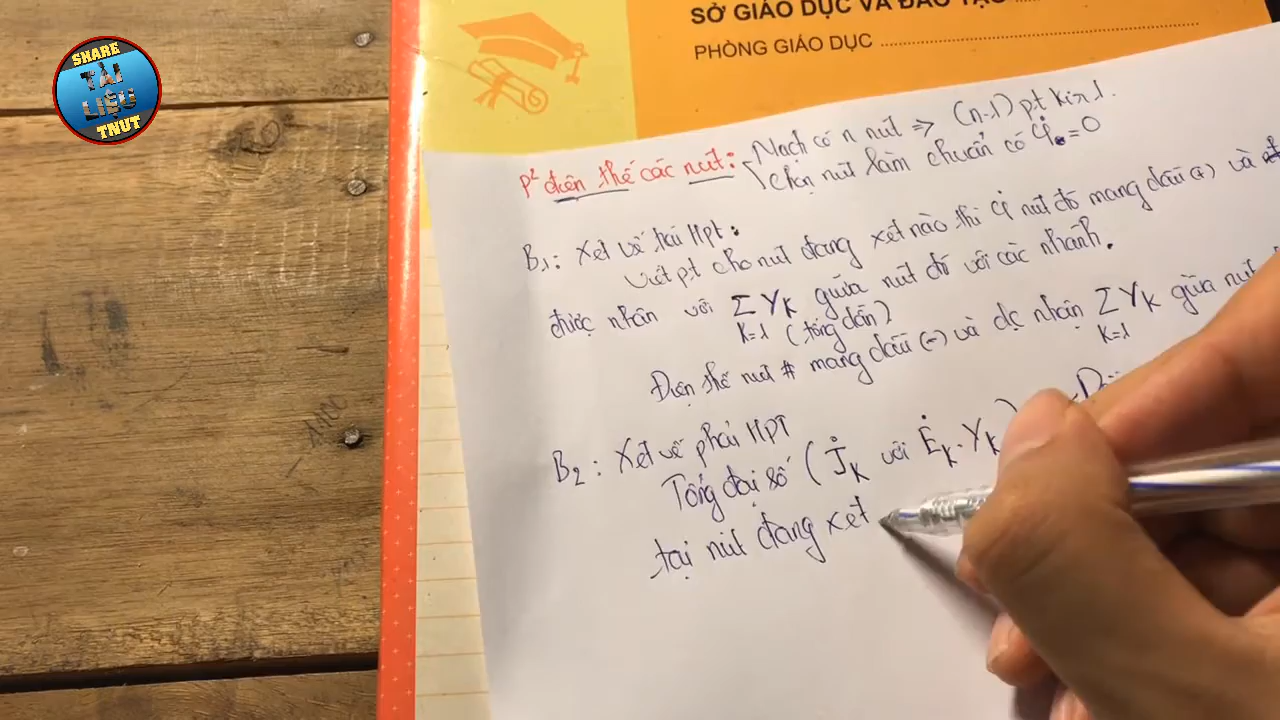 SHARE
TÀI
LIỆU
TNUT
SỞ GIÁO DỤC VÀ ĐÀO TẠO
PHÒNG GIÁO DỤC
P² điện thế các nút: Mạch có n nút => (n-1) pt Kix 1.
Chọn nút làm chuẩn có φ̇₀ = 0
B₁: Xét vế trái Hpt:
Viết pt cho nút đang xét nào thì φ̇ nút đó mang dấu (+) và
được nhân với Σ Yk giữa nút đó với các nhánh.
k=1 (tổng dẫn)
Điện thế nút # mang dấu (-) và đc nhận Σ Yk giữa nút
k=1
B₂: Xét vế phải HPT
Tổng đại số (J̇k với Ėk.Yk)
tại nút đang xét